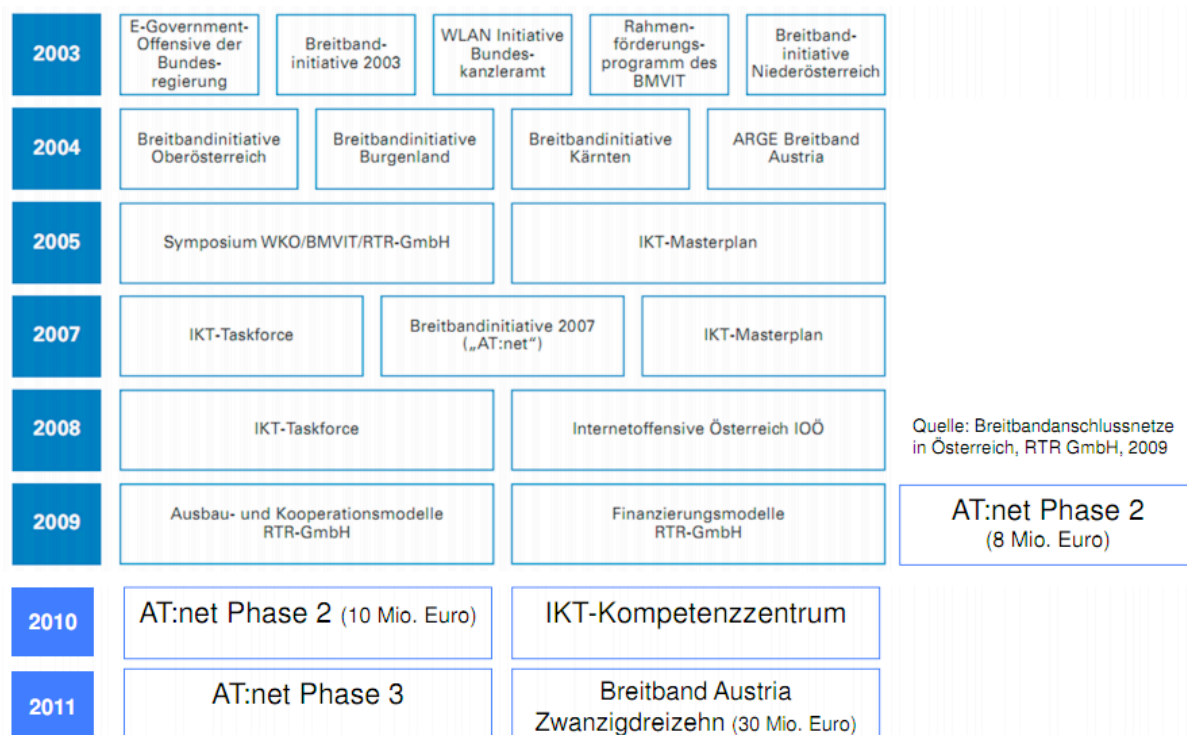 2003
E-Government-
Offensive der
Bundes-
regierung
Breitband-
initiative 2003
WLAN Initiative
Bundes-
kanzleramt
Rahmen-
förderungs-
programm des
BMVIT
Breitband-
initiative
Niederösterreich
2004
Breitbandinitiative
Oberösterreich
Breitbandinitiative
Burgenland
Breitbandinitiative
Kärnten
ARGE Breitband
Austria
2005
Symposium WKO/BMVIT/RTR-GmbH
IKT-Masterplan
2007
IKT-Taskforce
Breitbandinitiative 2007
(„AT:net“)
IKT-Masterplan
2008
IKT-Taskforce
Internetoffensive Österreich IOÖ
Quelle: Breitbandanschlussnetze
in Österreich, RTR GmbH, 2009
2009
Ausbau- und Kooperationsmodelle
RTR-GmbH
Finanzierungsmodelle
RTR-GmbH
AT:net Phase 2
(8 Mio. Euro)
2010
AT:net Phase 2 (10 Mio. Euro)
IKT-Kompetenzzentrum
2011
AT:net Phase 3
Breitband Austria
Zwanzigdreizehn (30 Mio. Euro)